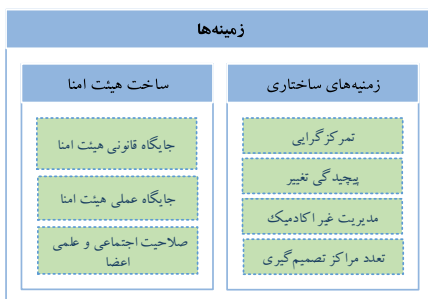 زمینه‌ها
زمنیه‌های ساختاری
تمرکزگرایی
پیچیدگی تغییر
مدیریت غیر اکادمیک
تعدد مراکز تصمیم‌گیری
ساخت هیئت امنا
جایگاه قانونی هیئت امنا
جایگاه عملی هیئت امنا
صلاحیت اجتماعی و علمی
اعضا